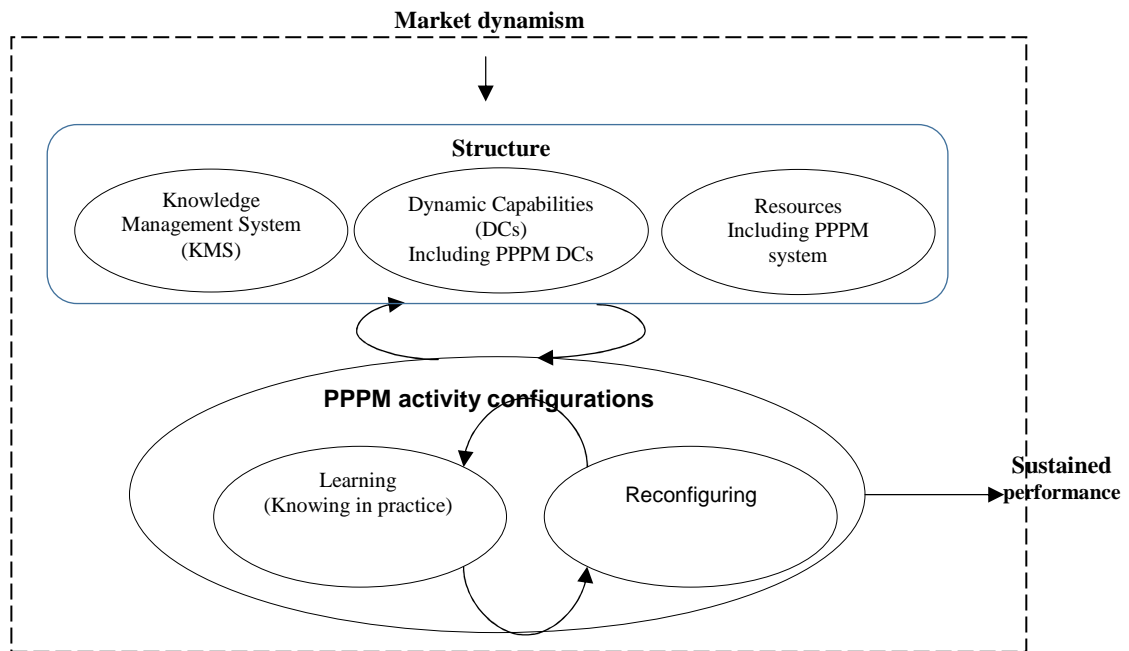 Market dynamism
Structure
Knowledge
Management System
(KMS)
Dynamic Capabilities
(DCs)
Including PPPM DCs
Resources
Including PPPM
system
PPPM activity configurations
Learning
(Knowing in practice)
Reconfiguring
Sustained
performance